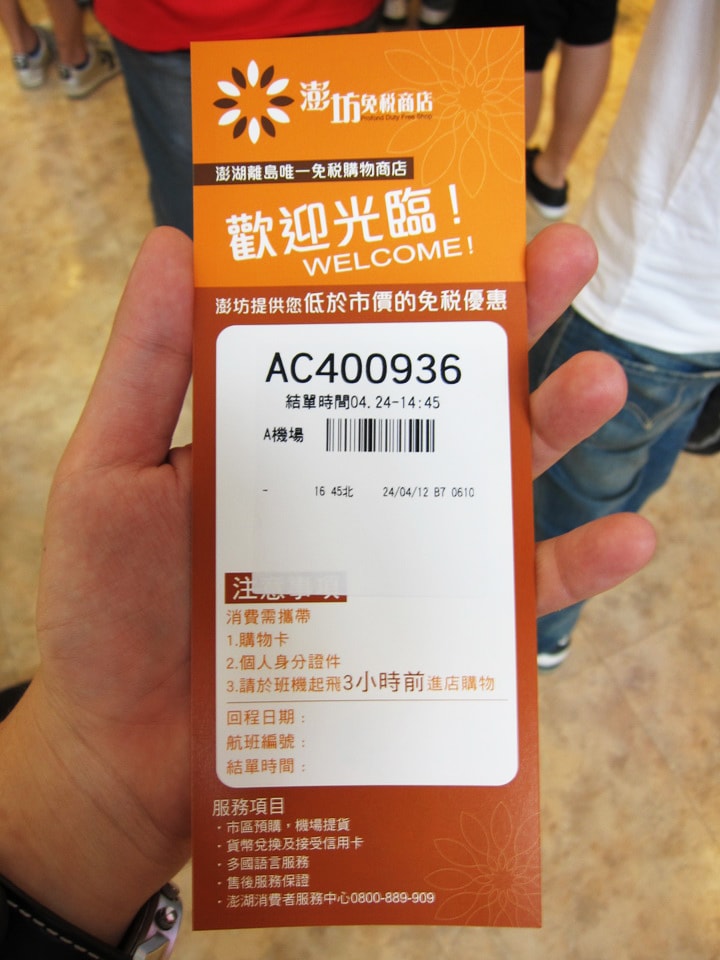 澎坊免税商店
Profond Duty Free Shop
澎湖離島唯一免税購物商店
歡迎光臨!
WELCOME!
澎坊提供您低於市價的免税優惠
AC400936
結單時間04.24-14:45
A機場
- 16 45北 24/04/12 B7 0610
注意事項
消費需攜帶
1.購物卡
2.個人身分證件
3.請於班機起飛3小時前進店購物
回程日期:
航班編號:
結單時間:
服務項目
·市區預購,機場提貨
·貨幣兌換及接受信用卡
·多國語言服務
·售後服務保證
·澎湖消費者服務中心0800-889-909